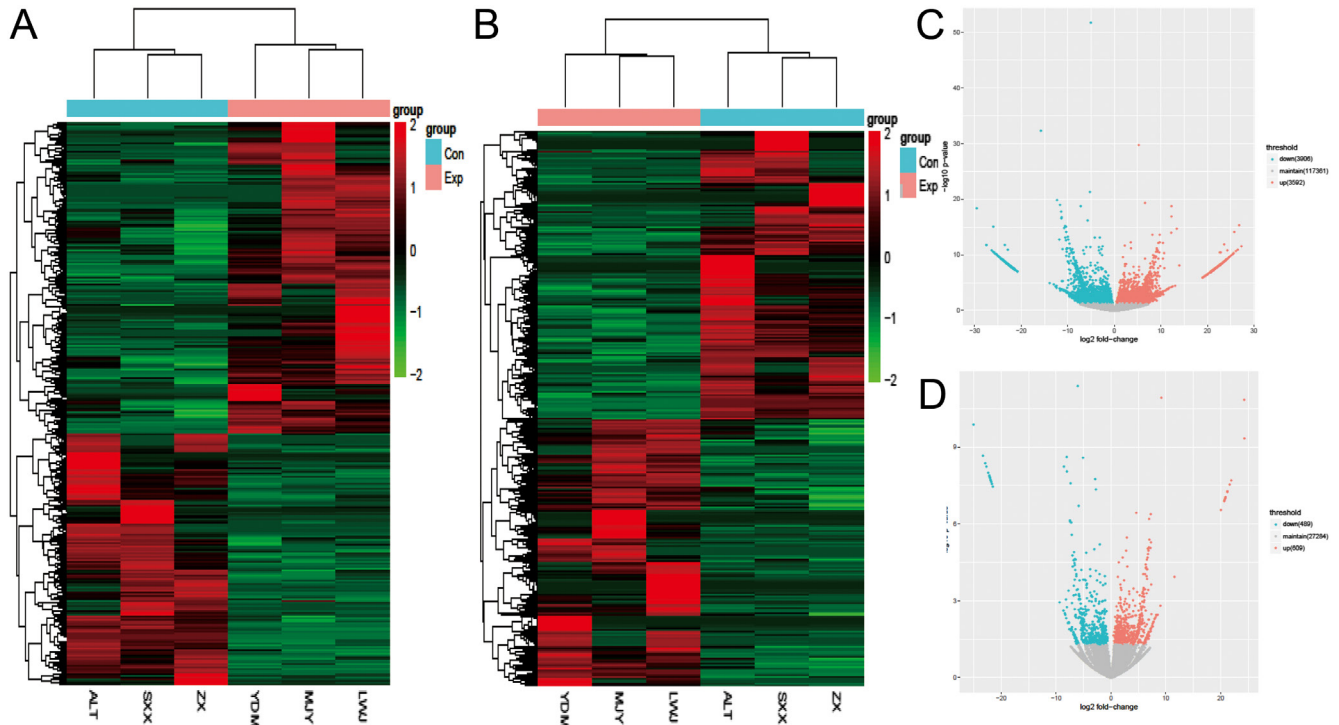 A
group
group
Con
Exp
2
1
0
−1
−2
ALT
SXX
ZX
YDM
MJY
LWJ
B
group
group
Con
Exp
2
1
0
−1
−2
YDM
MJY
LWJ
ALT
SXX
ZX
C
−log10 p-value
50
40
30
20
10
0
-30
-20
-10
0
10
20
30
log2 fold-change
threshold
down(3906)
maintain(117361)
up(3592)
D
9
6
3
0
-20
-10
0
10
20
log2 fold-change
threshold
down(489)
maintain(27284)
up(609)